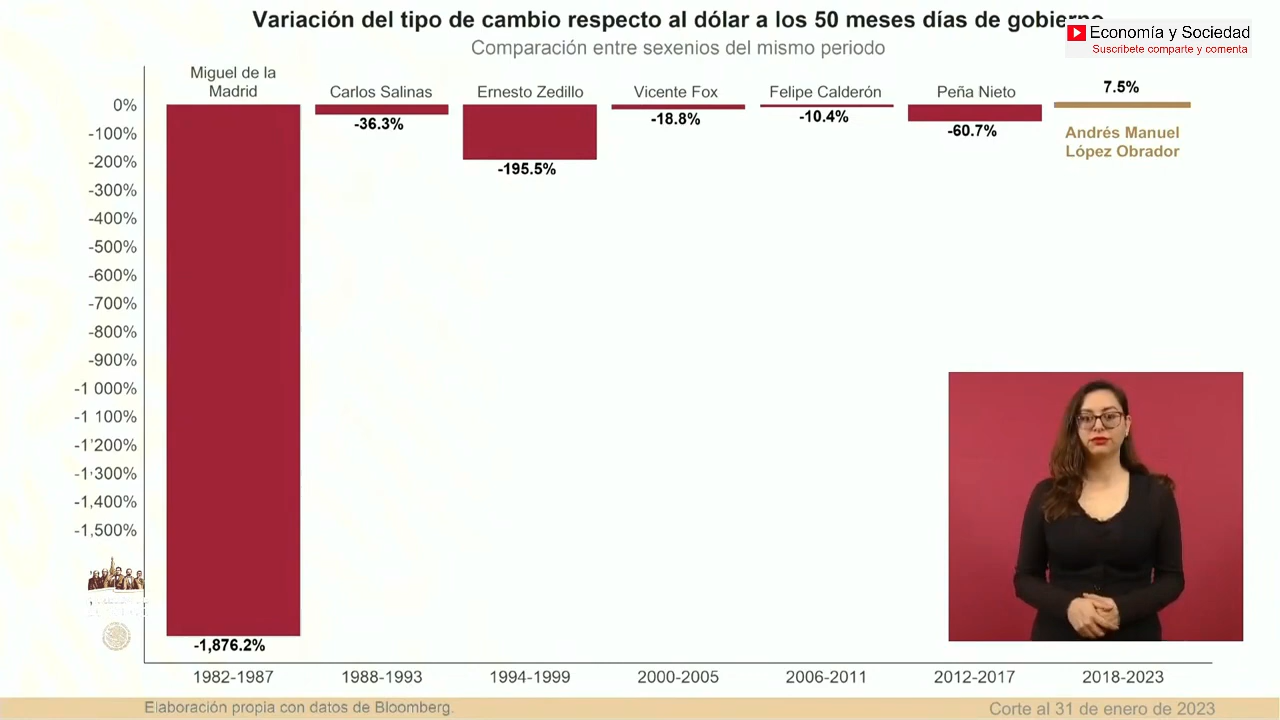 Variación del tipo de cambio respecto al dólar a los 50 meses días de gobierno
Economía y Sociedad
Suscribete comparte y comenta
Comparación entre sexenios del mismo periodo
Miguel de la
Madrid
Carlos Salinas
Ernesto Zedillo
Vicente Fox
Felipe Calderón
Peña Nieto
7.5%
Andrés Manuel
López Obrador
-36.3%
-195.5%
-18.8%
-10.4%
-60.7%
0%
-100%
-200%
-300%
-400%
-500%
-600%
-700%
-800%
-900%
-1 000%
-1 100%
-1'200%
-1·300%
-1,400%
-1,500%
-1,876.2%
1982-1987
1988-1993
1994-1999
2000-2005
2006-2011
2012-2017
2018-2023
Elaboración propia con datos de Bloomberg.
Corte al 31 de enero de 2023